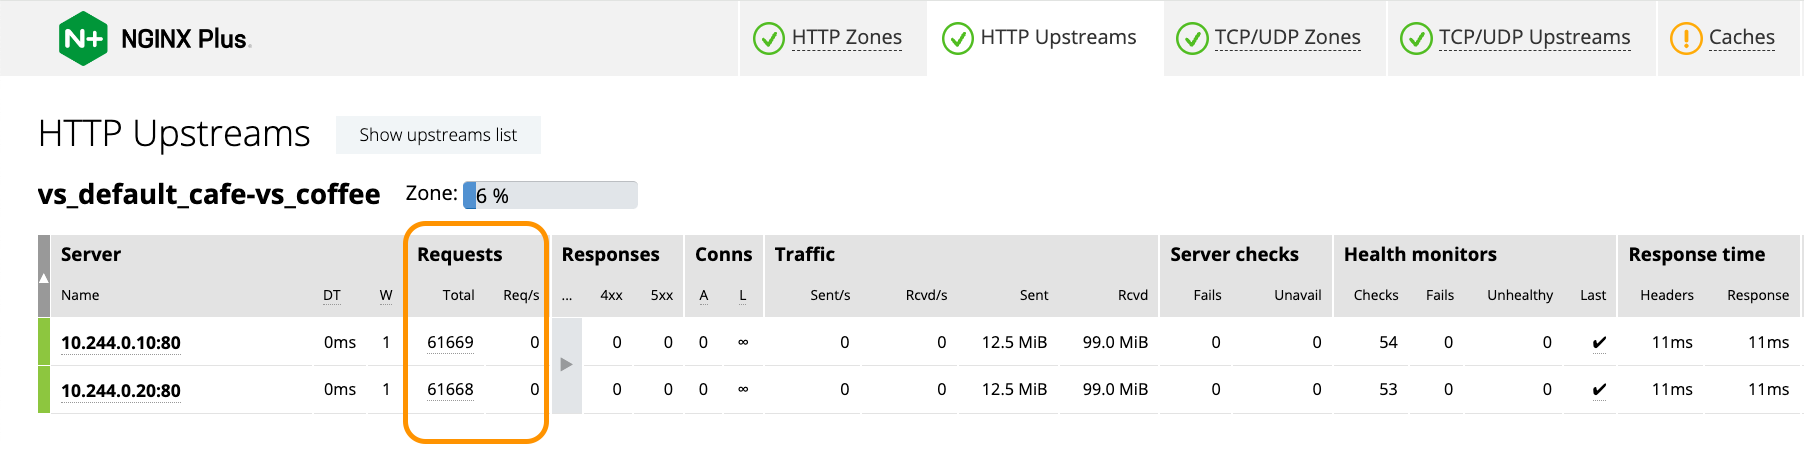 N+ NGINX Plus. HTTP Zones HTTP Upstreams TCP/UDP Zones TCP/UDP Upstreams ! Caches
HTTP Upstreams Show upstreams list
vs_default_cafe-vs_coffee Zone: 6 %
Server Requests Responses Conns Traffic Server checks Health monitors Response time
Name DT W Total Req/s ... 4xx 5xx A L Sent/s Rcvd/s Sent Rcvd Fails Unavail Checks Fails Unhealthy Last Headers Response
10.244.0.10:80 0ms 1 61669 0 0 0 0 ∞ 0 0 12.5 MiB 99.0 MiB 0 0 54 0 0 ✔ 11ms 11ms
10.244.0.20:80 0ms 1 61668 0 0 0 0 ∞ 0 0 12.5 MiB 99.0 MiB 0 0 53 0 0 ✔ 11ms 11ms